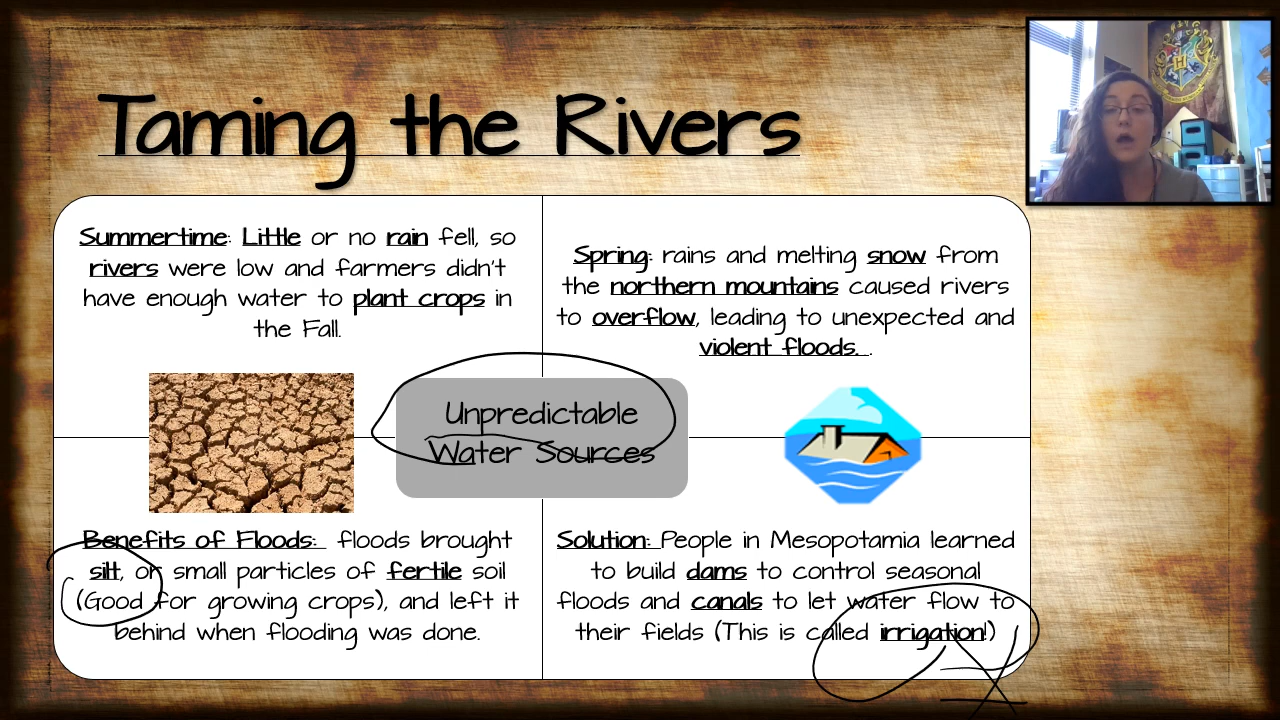 Taming the Rivers
Summertime: Little or no rain fell, so
rivers were low and farmers didn't
have enough water to plant crops in
the Fall.
Spring: rains and melting snow from
the northern mountains caused rivers
to overflow, leading to unexpected and
violent floods. .
Unpredictable
Water Sources
Benefits of Floods: floods brought
silt, or small particles of fertile soil
(Good for growing crops), and left it
behind when flooding was done.
Solution: People in Mesopotamia learned
to build dams to control seasonal
floods and canals to let water flow to
their fields (This is called irrigation!)